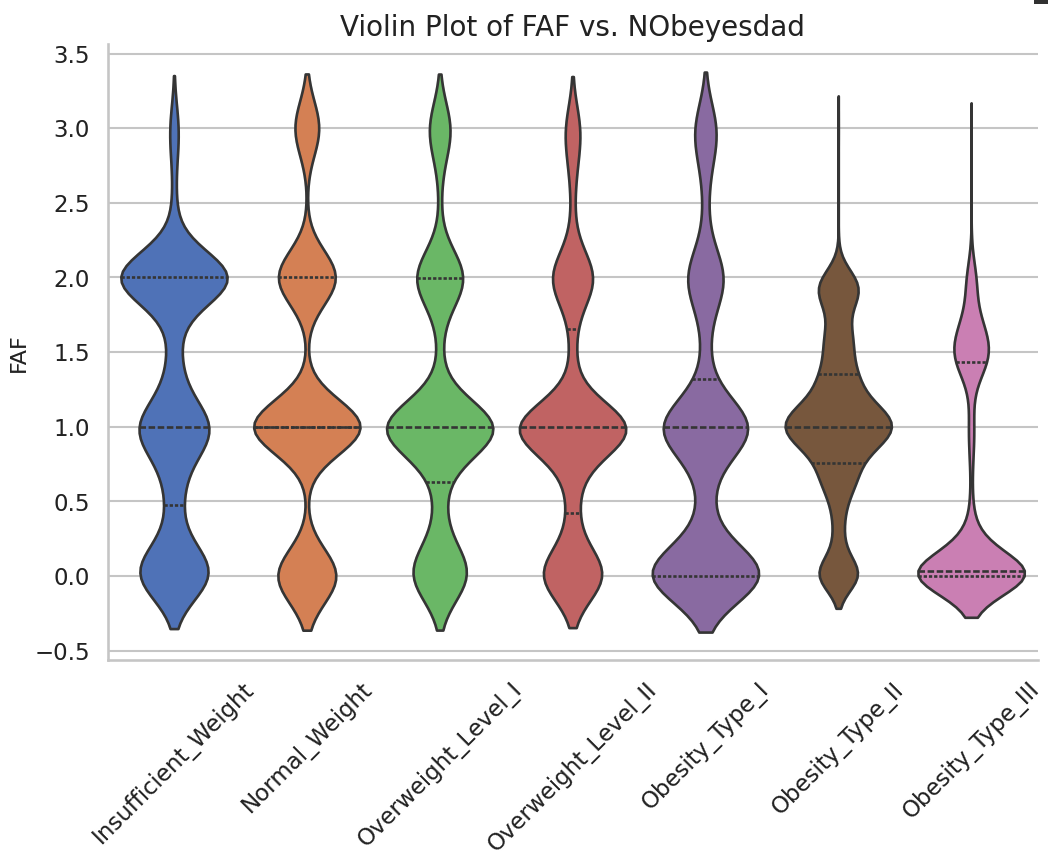 Violin Plot of FAF vs. NObeyesdad
3.5
3.0
2.5
2.0
1.5
1.0
0.5
0.0
−0.5
FAF
Insufficient_Weight
Normal_Weight
Overweight_Level_I
Overweight_Level_II
Obesity_Type_I
Obesity_Type_II
Obesity_Type_III